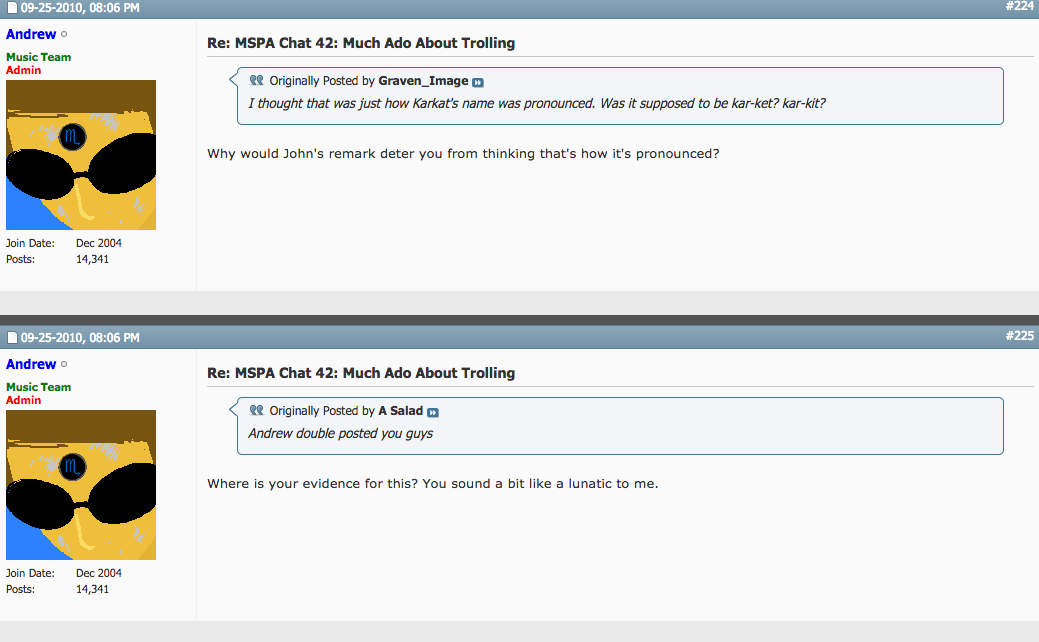 09-25-2010, 08:06 PM #224
Andrew
Music Team
Admin
♏
Join Date: Dec 2004
Posts: 14,341
Re: MSPA Chat 42: Much Ado About Trolling
Originally Posted by Graven_Image
I thought that was just how Karkat's name was pronounced. Was it supposed to be kar-ket? kar-kit?
Why would John's remark deter you from thinking that's how it's pronounced?
09-25-2010, 08:06 PM #225
Andrew
Music Team
Admin
♏
Join Date: Dec 2004
Posts: 14,341
Re: MSPA Chat 42: Much Ado About Trolling
Originally Posted by A Salad
Andrew double posted you guys
Where is your evidence for this? You sound a bit like a lunatic to me.